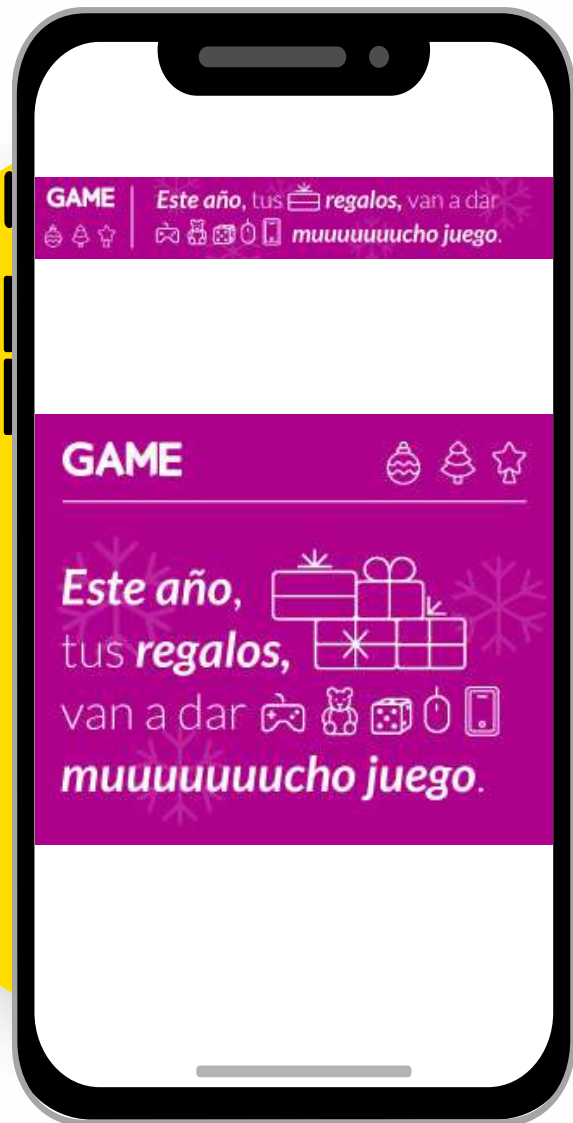 GAME
Este año, tus regalos, van a dar
muuuuuuucho juego.
GAME
Este año,
tus regalos,
van a dar
muuuuuuucho juego.